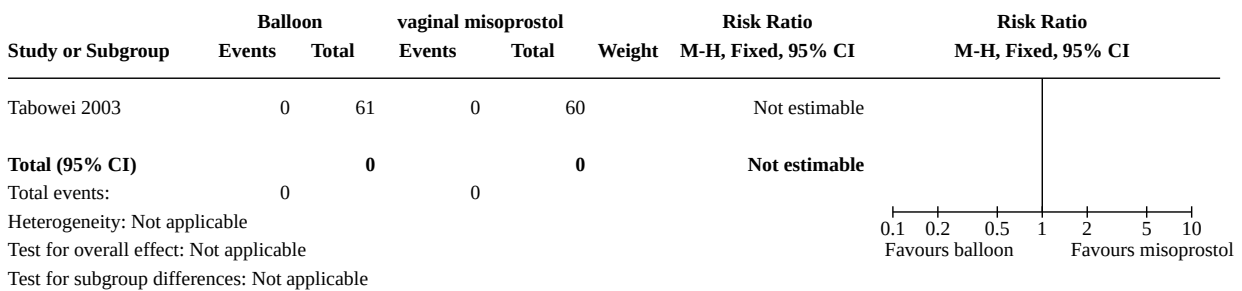 Balloon vaginal misoprostol Risk Ratio Risk Ratio
Study or Subgroup Events Total Events Total Weight M-H, Fixed, 95% CI M-H, Fixed, 95% CI
Tabowei 2003 0 61 0 60 Not estimable
Total (95% CI) 0 0 Not estimable
Total events: 0 0
Heterogeneity: Not applicable
0.1 0.2 0.5 1 2 5 10
Test for overall effect: Not applicable Favours balloon Favours misoprostol
Test for subgroup differences: Not applicable